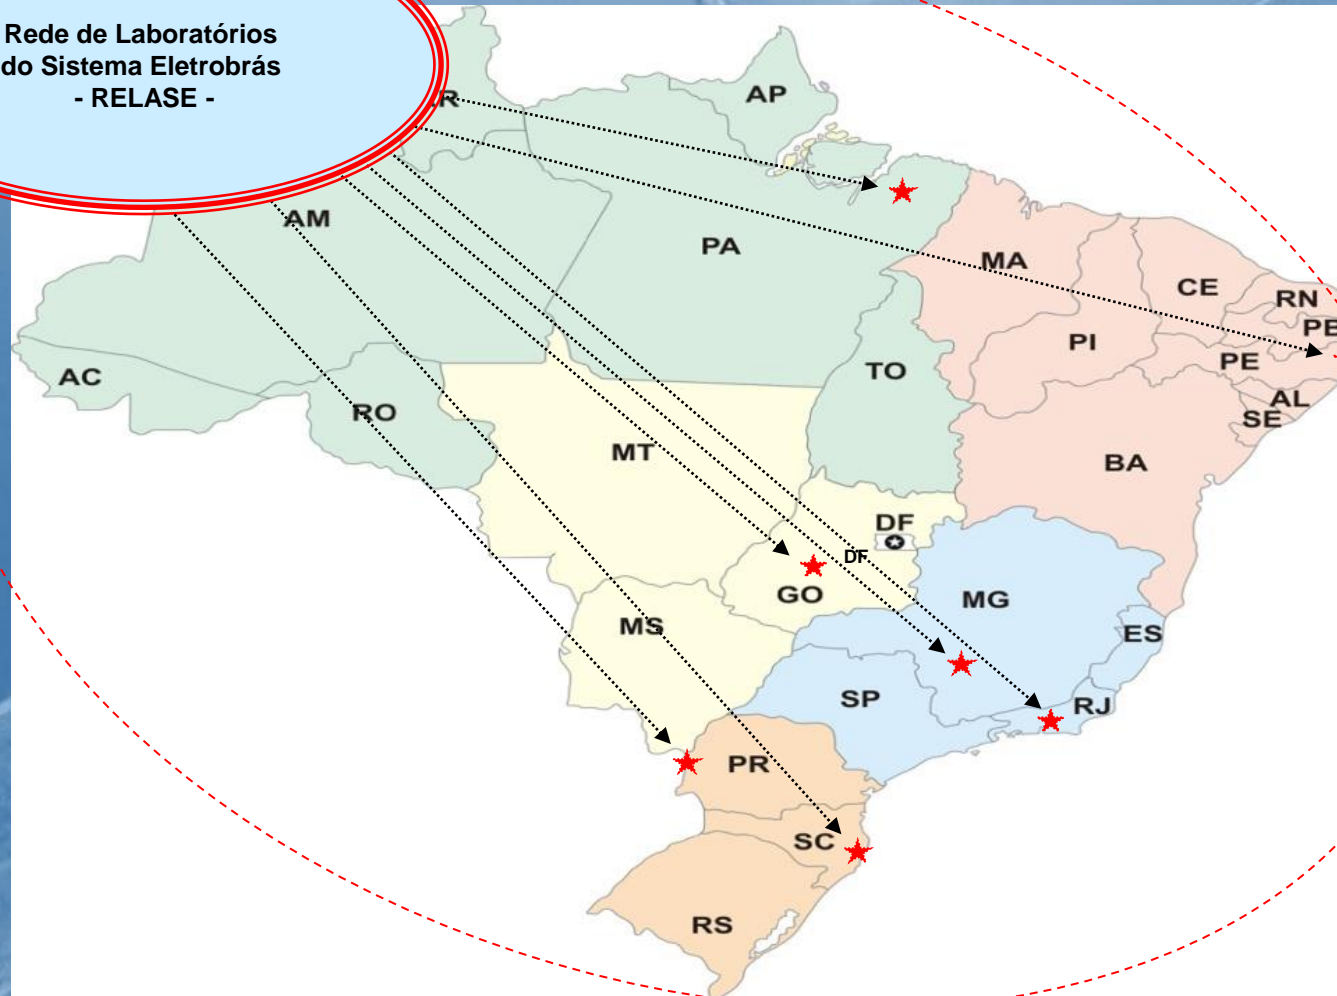 Rede de Laboratórios
do Sistema Eletrobrás
- RELASE -
AP
AM
PA
MA
CE
RN
PB
PI
PE
AC
TO
AL
RO
SE
MT
BA
DF
DF
GO
MG
MS
ES
SP
RJ
PR
SC
RS